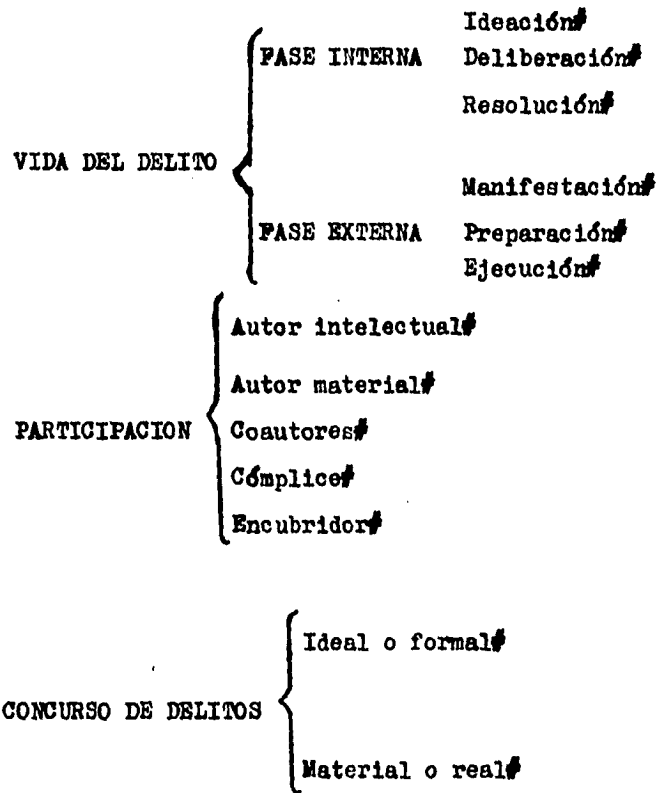 Ideación#
FASE INTERNA Deliberación#
Resolución#
VIDA DEL DELITO
Manifestación#
FASE EXTERNA Preparación#
Ejecución#
Autor intelectual#
Autor material#
PARTICIPACION Coautores#
Cómplice#
Encubridor#
Ideal o formal#
CONCURSO DE DELITOS
Material o real#